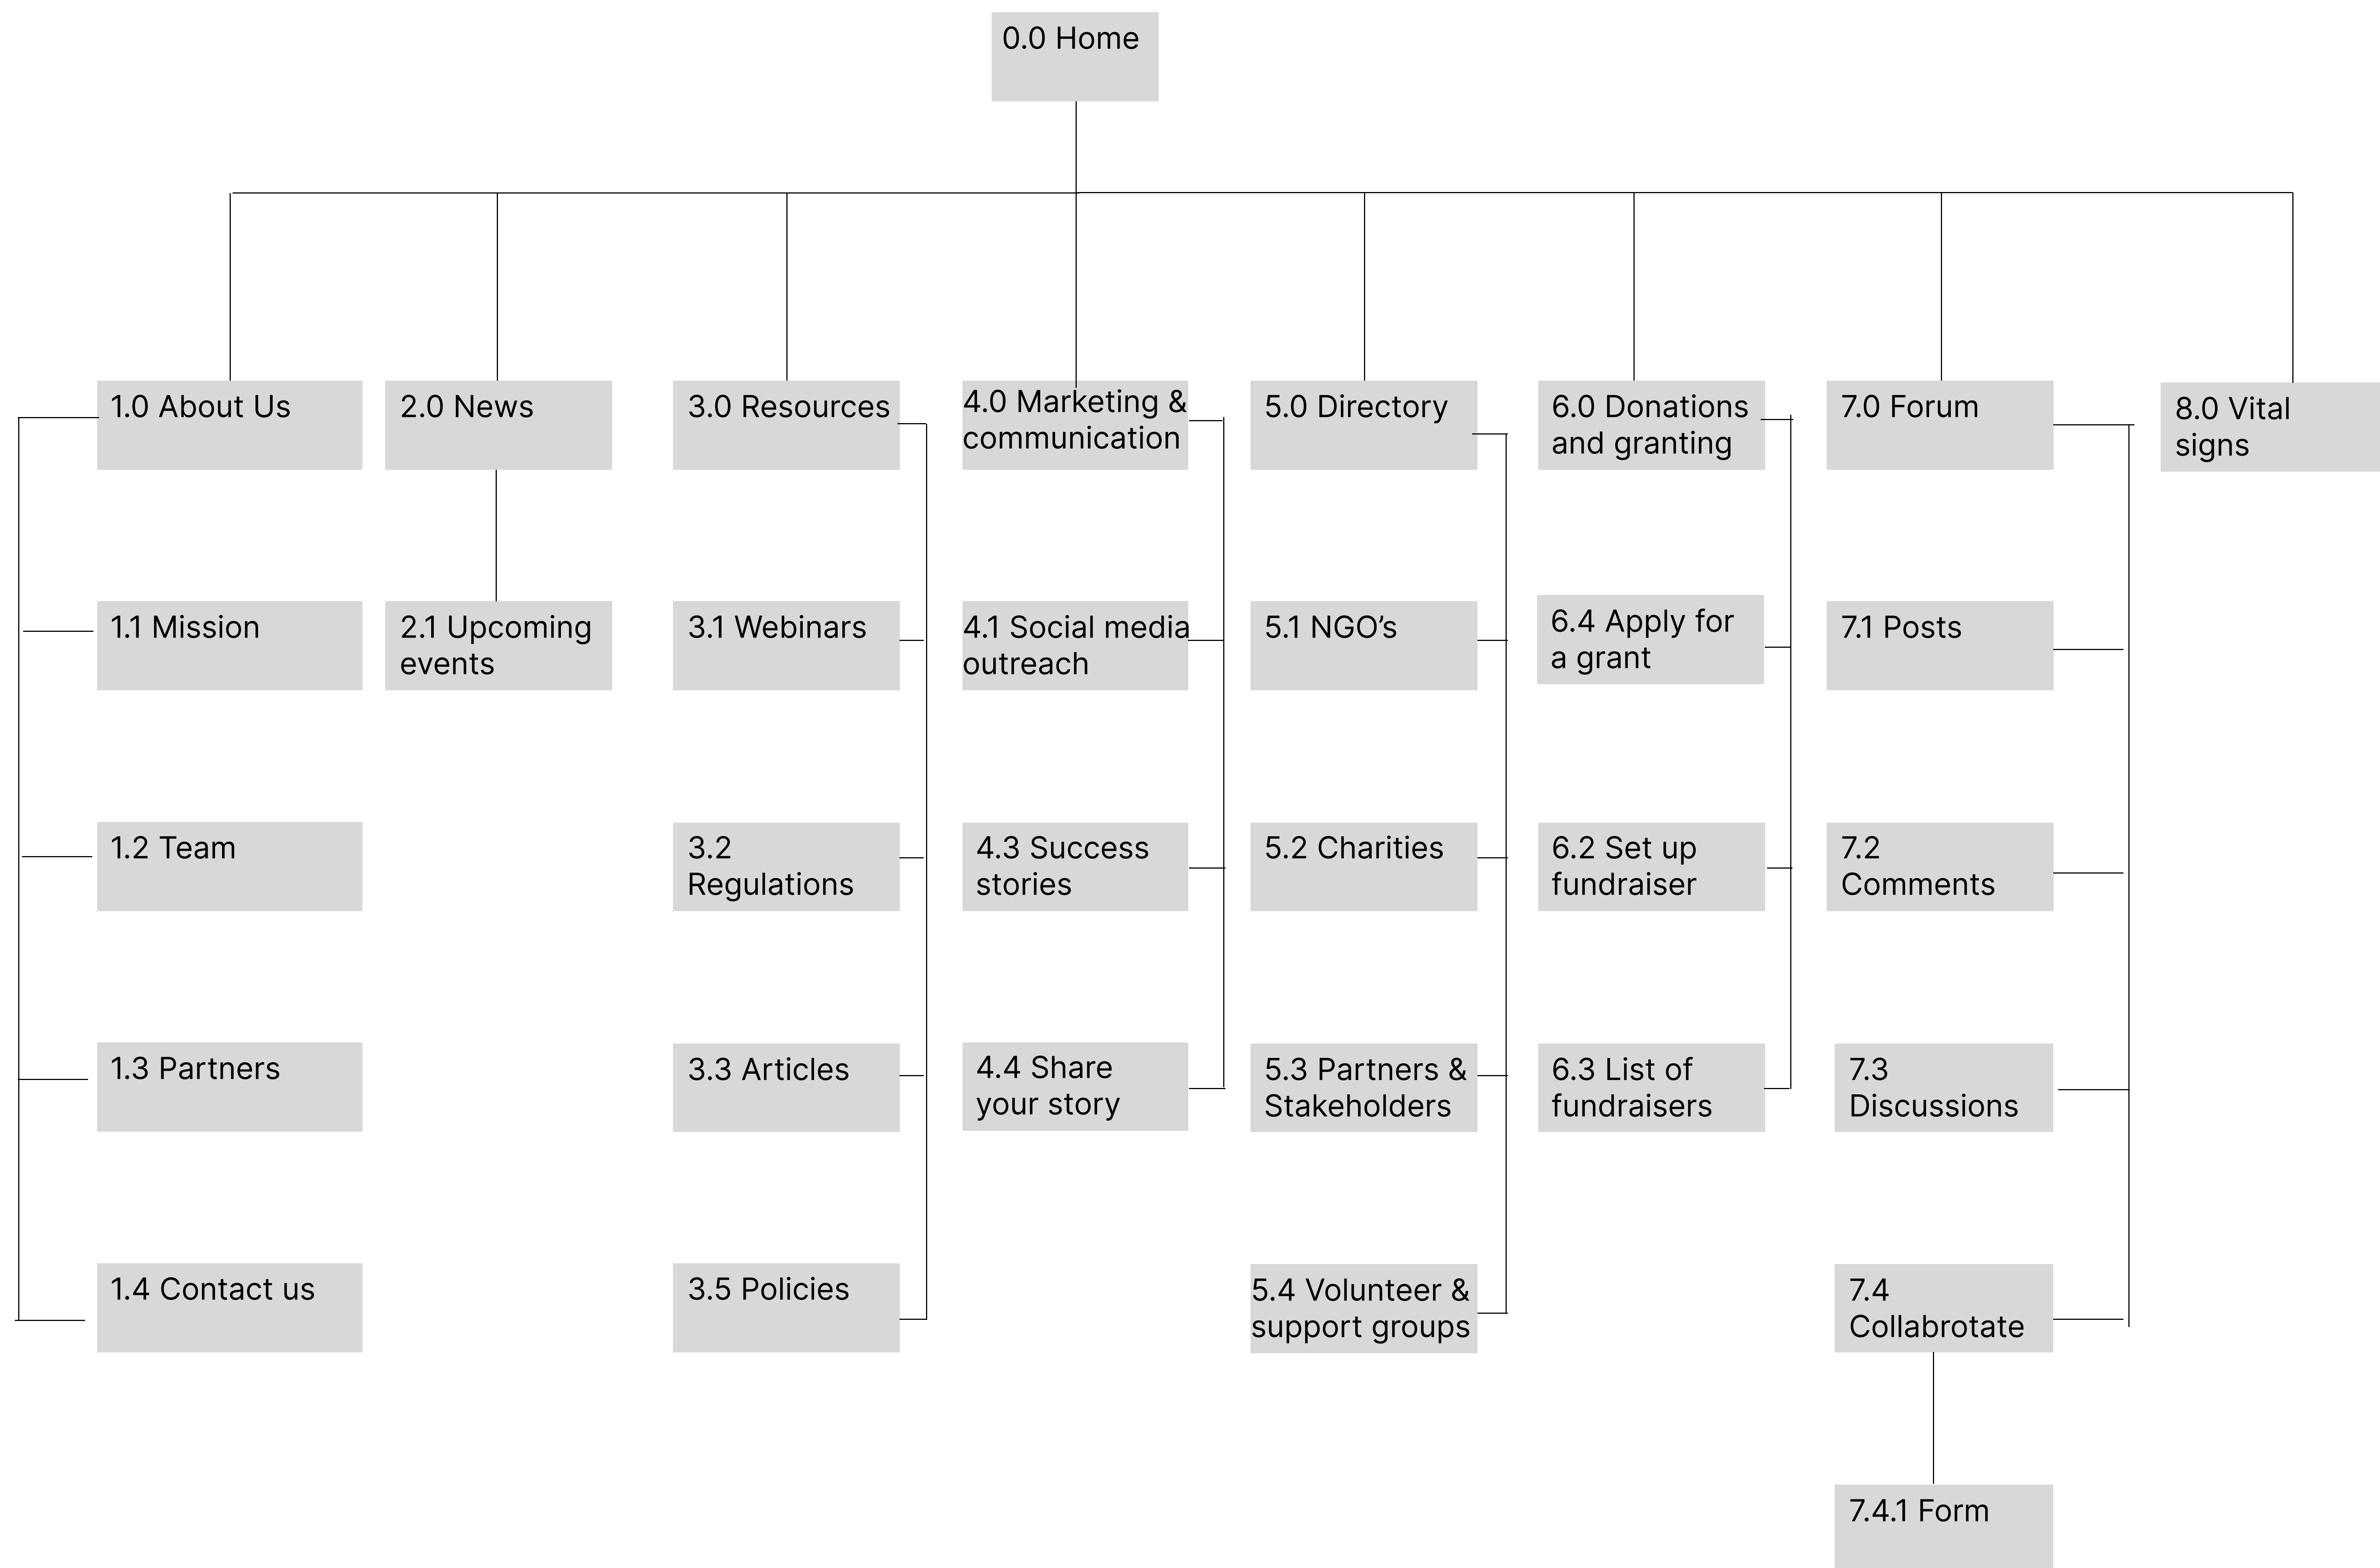 0.0 Home
1.0 About Us
2.0 News
3.0 Resources
4.0 Marketing &
communication
5.0 Directory
6.0 Donations
and granting
7.0 Forum
8.0 Vital
signs
1.1 Mission
2.1 Upcoming
events
3.1 Webinars
4.1 Social media
outreach
5.1 NGO’s
6.4 Apply for
a grant
7.1 Posts
1.2 Team
3.2
Regulations
4.3 Success
stories
5.2 Charities
6.2 Set up
fundraiser
7.2
Comments
1.3 Partners
3.3 Articles
4.4 Share
your story
5.3 Partners &
Stakeholders
6.3 List of
fundraisers
7.3
Discussions
1.4 Contact us
3.5 Policies
5.4 Volunteer &
support groups
7.4
Collabrotate
7.4.1 Form